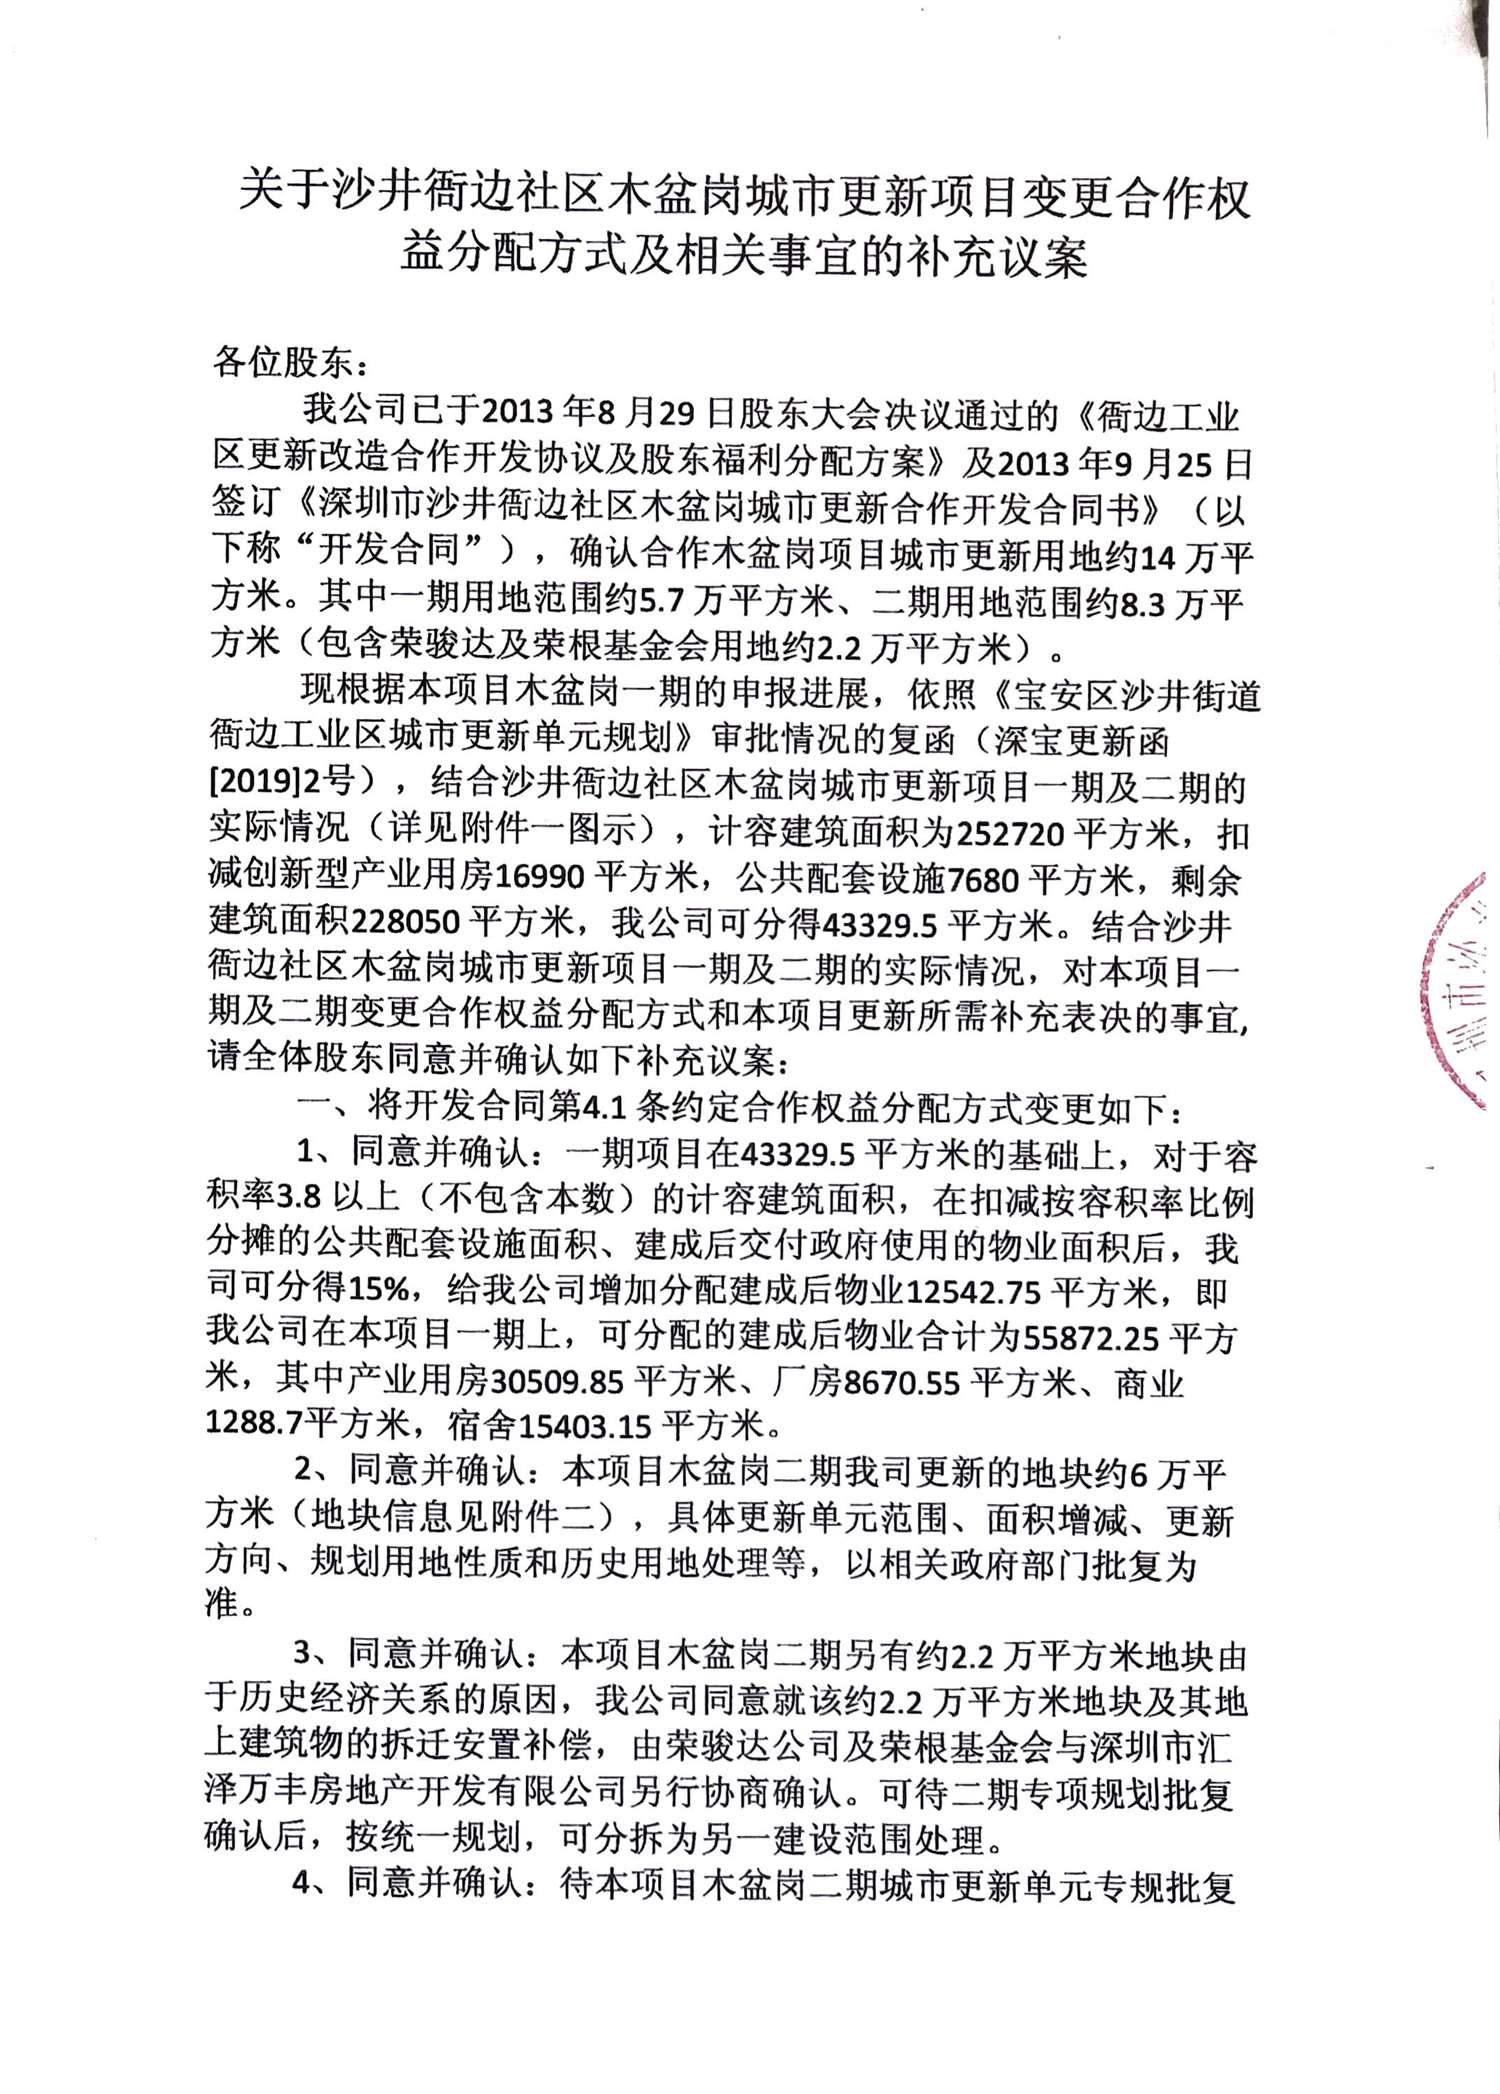 关于沙井衙边社区木盆岗城市更新项目变更合作权
益分配方式及相关事宜的补充议案
各位股东：
我公司已于2013年8月29日股东大会决议通过的《衙边工业
区更新改造合作开发协议及股东福利分配方案》及2013年9月25日
签订《深圳市沙井衙边社区木盆岗城市更新合作开发合同书》（以
下称“开发合同”），确认合作木盆岗项目城市更新用地约14万平
方米。其中一期用地范围约5.7万平方米、二期用地范围约8.3万平
方米（包含荣骏达及荣根基金会用地约2.2万平方米）。
现根据本项目木盆岗一期的申报进展，依照《宝安区沙井街道
衙边工业区城市更新单元规划》审批情况的复函（深宝更新函
[2019]2号），结合沙井衙边社区木盆岗城市更新项目一期及二期的
实际情况（详见附件一图示），计容建筑面积为252720平方米，扣
减创新型产业用房16990平方米，公共配套设施7680平方米，剩余
建筑面积228050平方米，我公司可分得43329.5平方米。结合沙井
衙边社区木盆岗城市更新项目一期及二期的实际情况，对本项目一
期及二期变更合作权益分配方式和本项目更新所需补充表决的事宜,
请全体股东同意并确认如下补充议案：
一、将开发合同第4.1条约定合作权益分配方式变更如下：
1、同意并确认：一期项目在43329.5平方米的基础上，对于容
积率3.8以上（不包含本数）的计容建筑面积，在扣减按容积率比例
分摊的公共配套设施面积、建成后交付政府使用的物业面积后，我
司可分得15%，给我公司增加分配建成后物业12542.75平方米，即
我公司在本项目一期上，可分配的建成后物业合计为55872.25平方
米，其中产业用房30509.85平方米、厂房8670.55平方米、商业
1288.7平方米，宿舍15403.15平方米。
2、同意并确认：本项目木盆岗二期我司更新的地块约6万平
方米（地块信息见附件二），具体更新单元范围、面积增减、更新
方向、规划用地性质和历史用地处理等，以相关政府部门批复为
准。
3、同意并确认：本项目木盆岗二期另有约2.2万平方米地块由
于历史经济关系的原因，我公司同意就该约2.2万平方米地块及其地
上建筑物的拆迁安置补偿，由荣骏达公司及荣根基金会与深圳市汇
泽万丰房地产开发有限公司另行协商确认。可待二期专项规划批复
确认后，按统一规划，可分拆为另一建设范围处理。
4、同意并确认：待本项目木盆岗二期城市更新单元专规批复